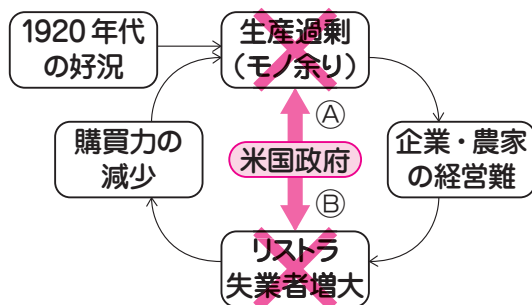 1920年代
の好況
生産過剰
（モノ余り）
Ⓐ
購買力の
減少
米国政府
企業・農家
の経営難
Ⓑ
リストラ
失業者増大